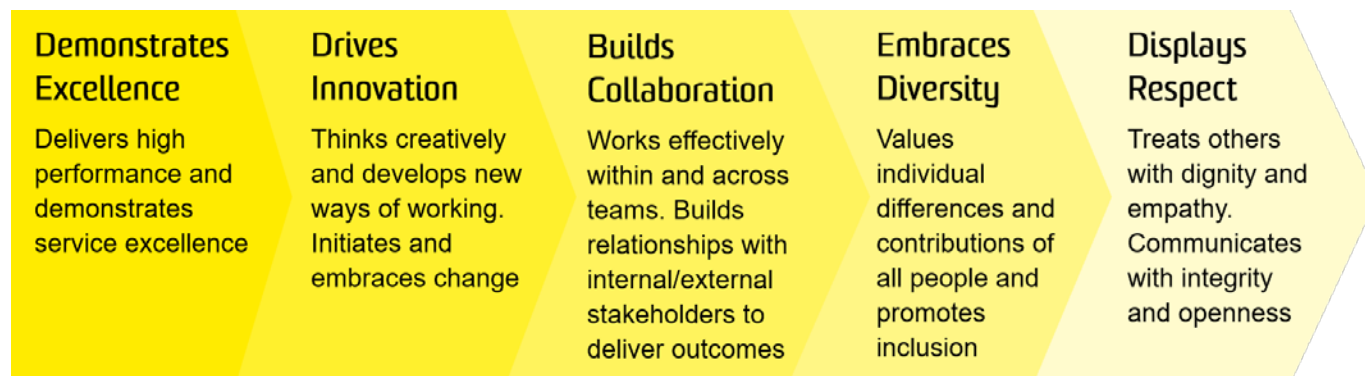 Demonstrates
Excellence
Delivers high
performance and
demonstrates
service excellence
Drives
Innovation
Thinks creatively
and develops new
ways of working.
Initiates and
embraces change
Builds
Collaboration
Works effectively
within and across
teams. Builds
relationships with
internal/external
stakeholders to
deliver outcomes
Embraces
Diversity
Values
individual
differences and
contributions of
all people and
promotes
inclusion
Displays
Respect
Treats others
with dignity and
empathy.
Communicates
with integrity
and openness